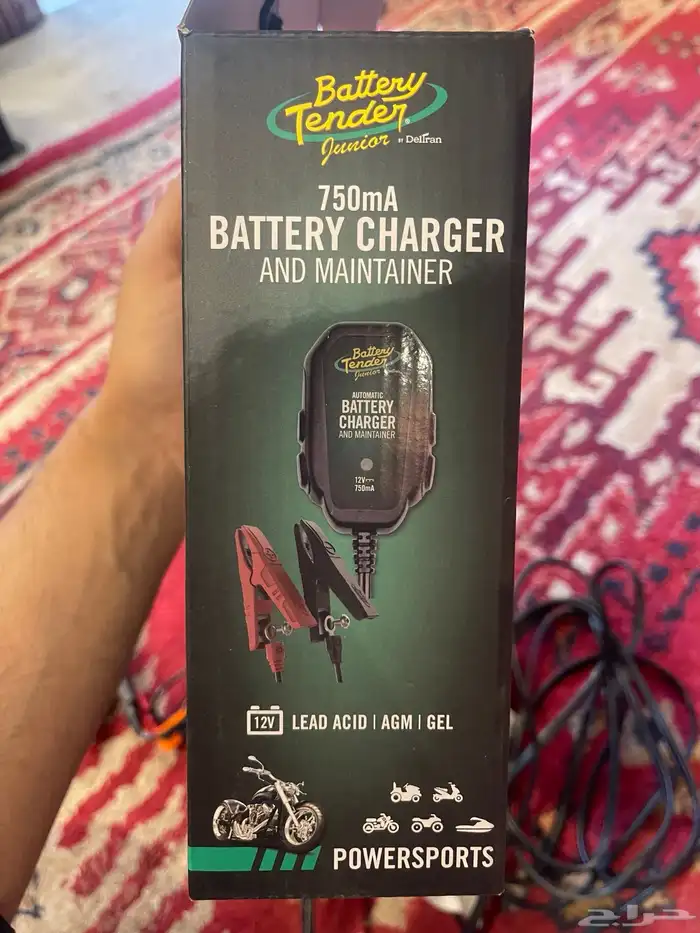 Battery
Tender®
Junior BY Deltran
750mA
BATTERY CHARGER
AND MAINTAINER
Battery
Tender
Junior
AUTOMATIC
BATTERY
CHARGER
AND MAINTAINER
12V
750mA
12V LEAD ACID | AGM | GEL
POWERSPORTS
حراج